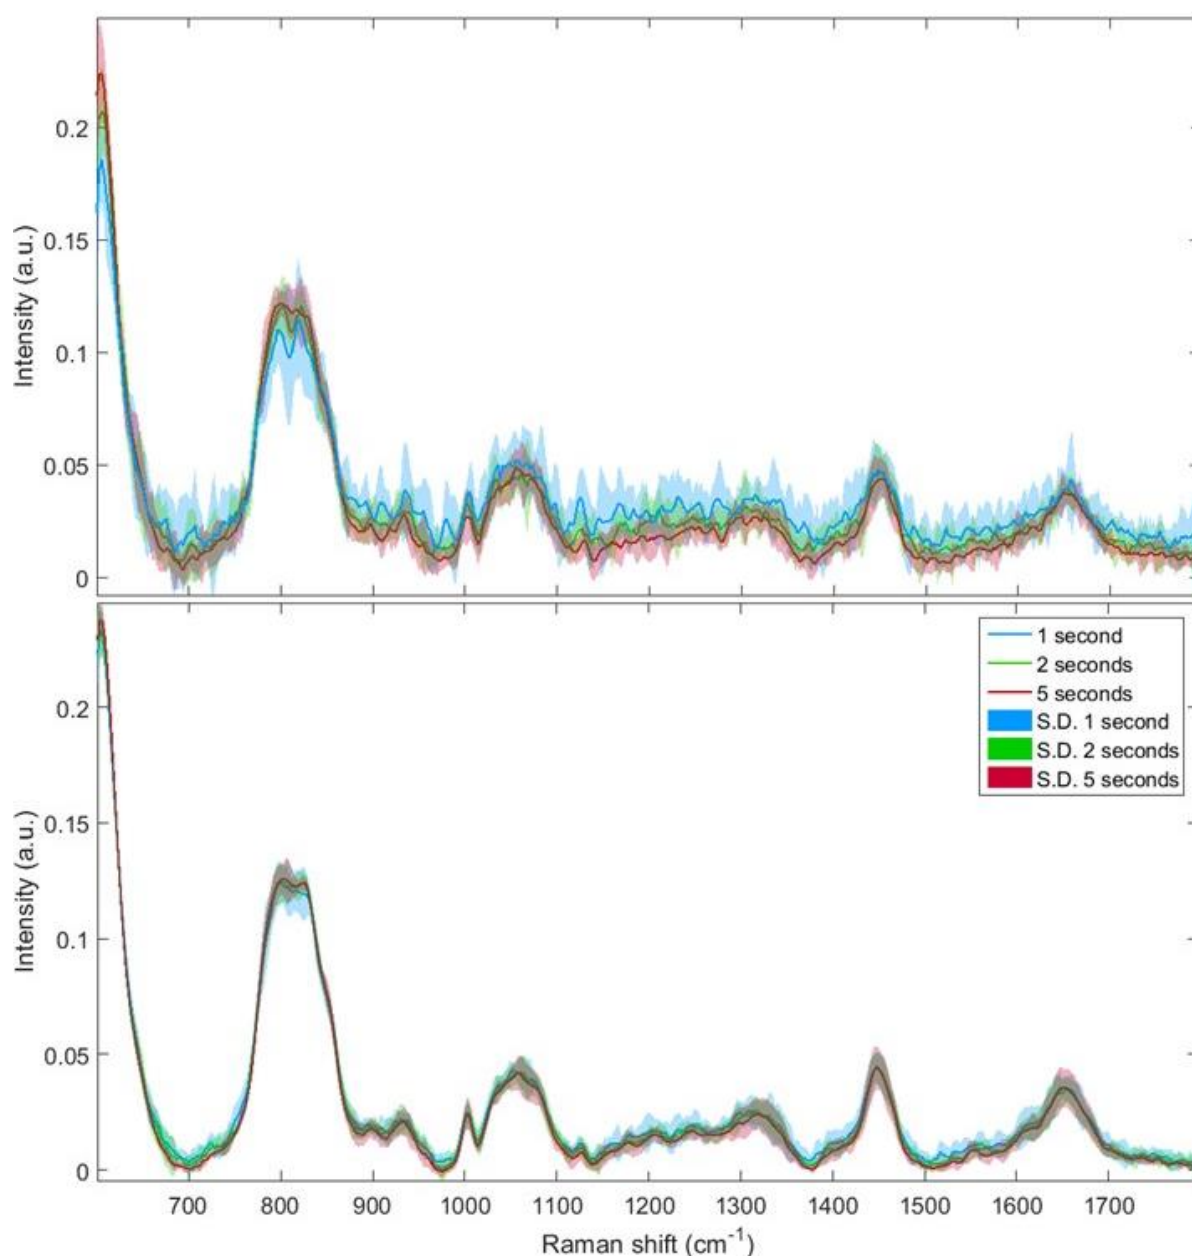 0.2
0.15
0.1
0.05
0
Intensity (a.u.)
1 second
2 seconds
5 seconds
S.D. 1 second
S.D. 2 seconds
S.D. 5 seconds
0.2
0.15
0.1
0.05
0
Intensity (a.u.)
700 800 900 1000 1100 1200 1300 1400 1500 1600 1700
Raman shift (cm⁻¹)